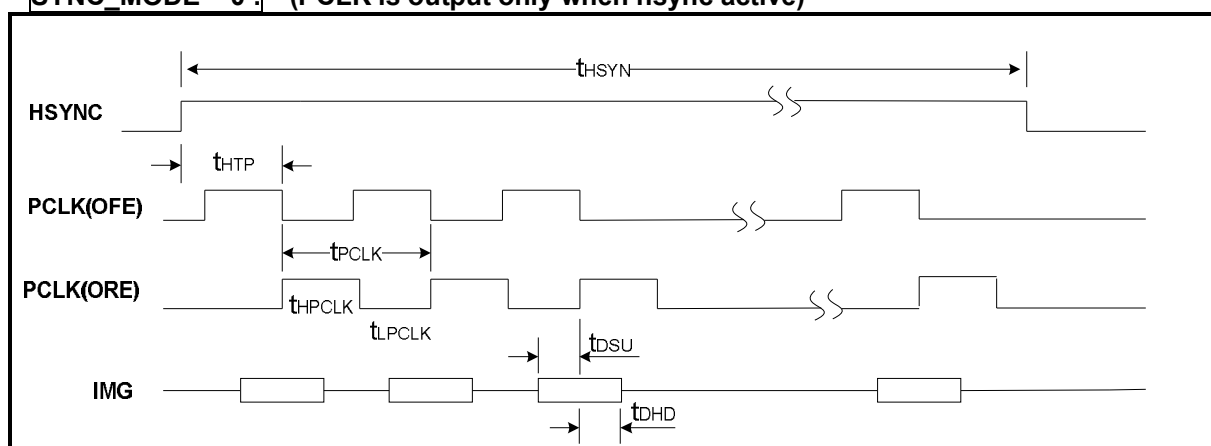 SYNC_MODE = 0 : (PCLK is output only when hsync active)
tHSYN
HSYNC
tHTP
PCLK(OFE)
tPCLK
PCLK(ORE)
tHPCLK
tLPCLK
tDSU
IMG
tDHD